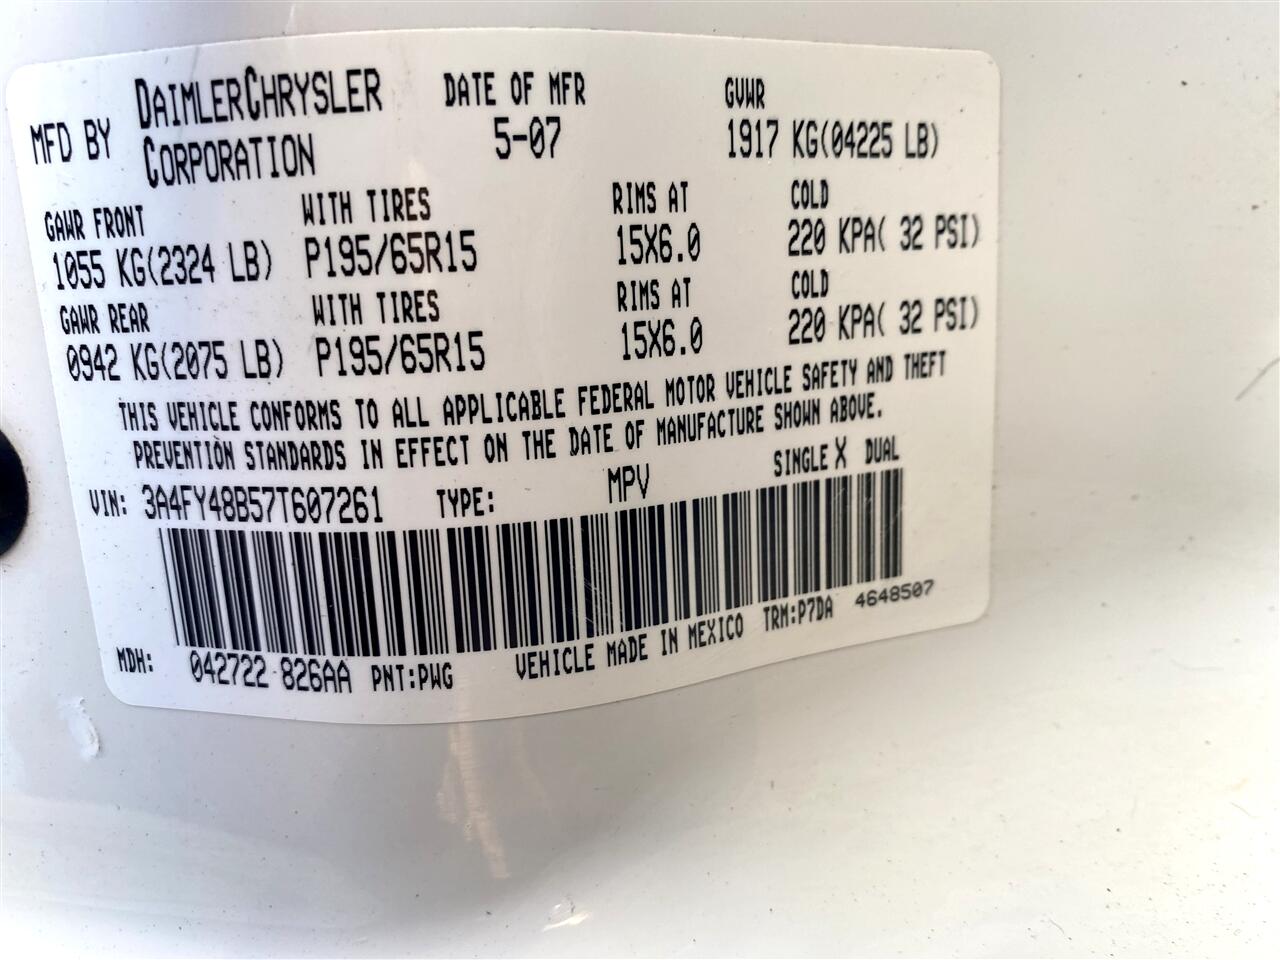 MFD BY DAIMLERCHRYSLER CORPORATION DATE OF MFR 5-07 GVWR 1917 KG(04225 LB)
GAWR FRONT WITH TIRES RIMS AT COLD
1055 KG(2324 LB) P195/65R15 15X6.0 220 KPA( 32 PSI)
GAWR REAR WITH TIRES RIMS AT COLD
0942 KG(2075 LB) P195/65R15 15X6.0 220 KPA( 32 PSI)
THIS VEHICLE CONFORMS TO ALL APPLICABLE FEDERAL MOTOR VEHICLE SAFETY AND THEFT
PREVENTION STANDARDS IN EFFECT ON THE DATE OF MANUFACTURE SHOWN ABOVE.
VIN: 3A4FY48B57T607261 TYPE: MPV SINGLE X DUAL
MDH: 042722 826AA PNT:PWG VEHICLE MADE IN MEXICO TRM:P7DA 4648507